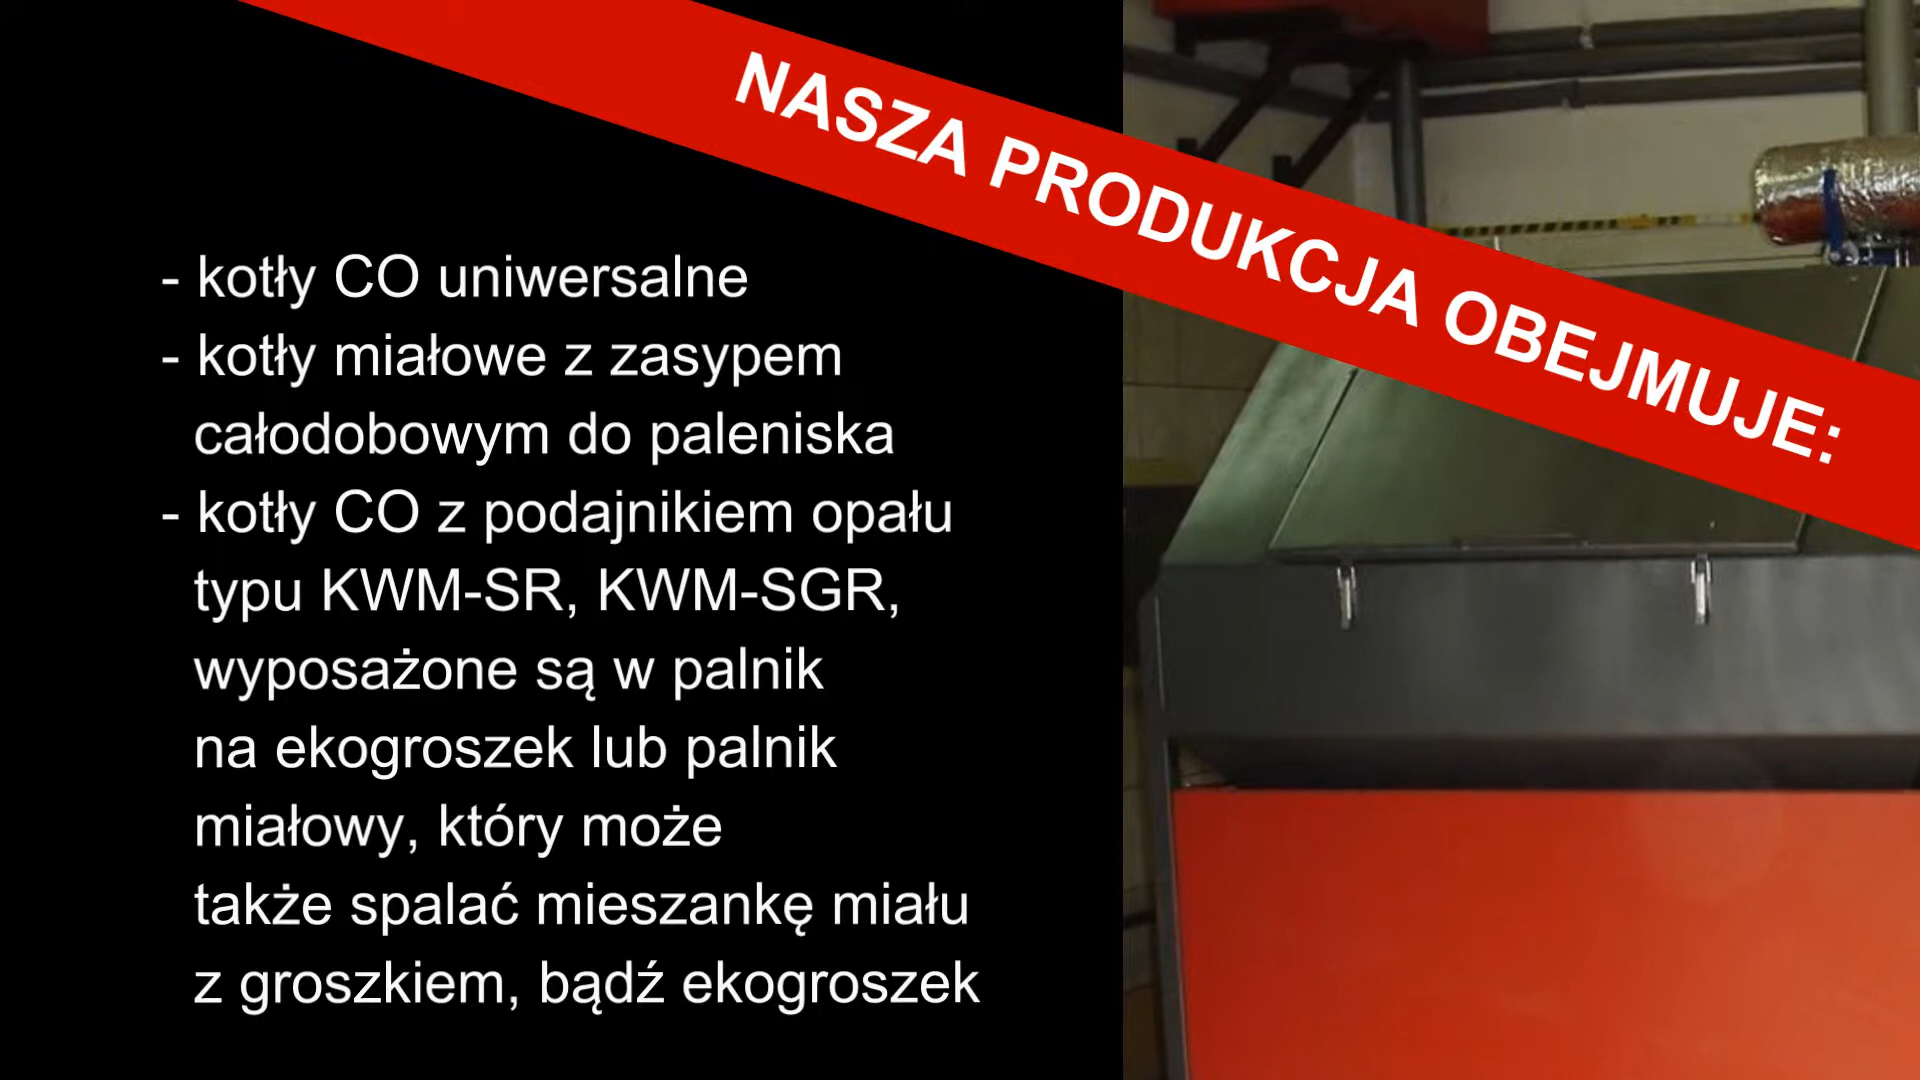 NASZA PRODUKCJA OBEJMUJE:
- kotły CO uniwersalne
- kotły miałowe z zasypem
całodobowym do paleniska
- kotły CO z podajnikiem opału
typu KWM-SR, KWM-SGR,
wyposażone są w palnik
na ekogroszek lub palnik
miałowy, który może
także spalać mieszankę miału
z groszkiem, bądź ekogroszek